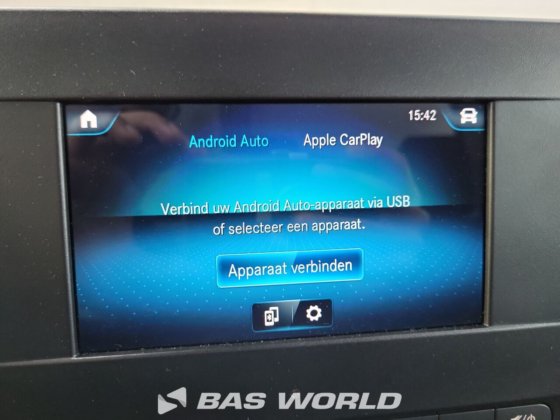 15:42
Android Auto Apple CarPlay
Verbind uw Android Auto-apparaat via USB
of selecteer een apparaat.
Apparaat verbinden
BAS WORLD